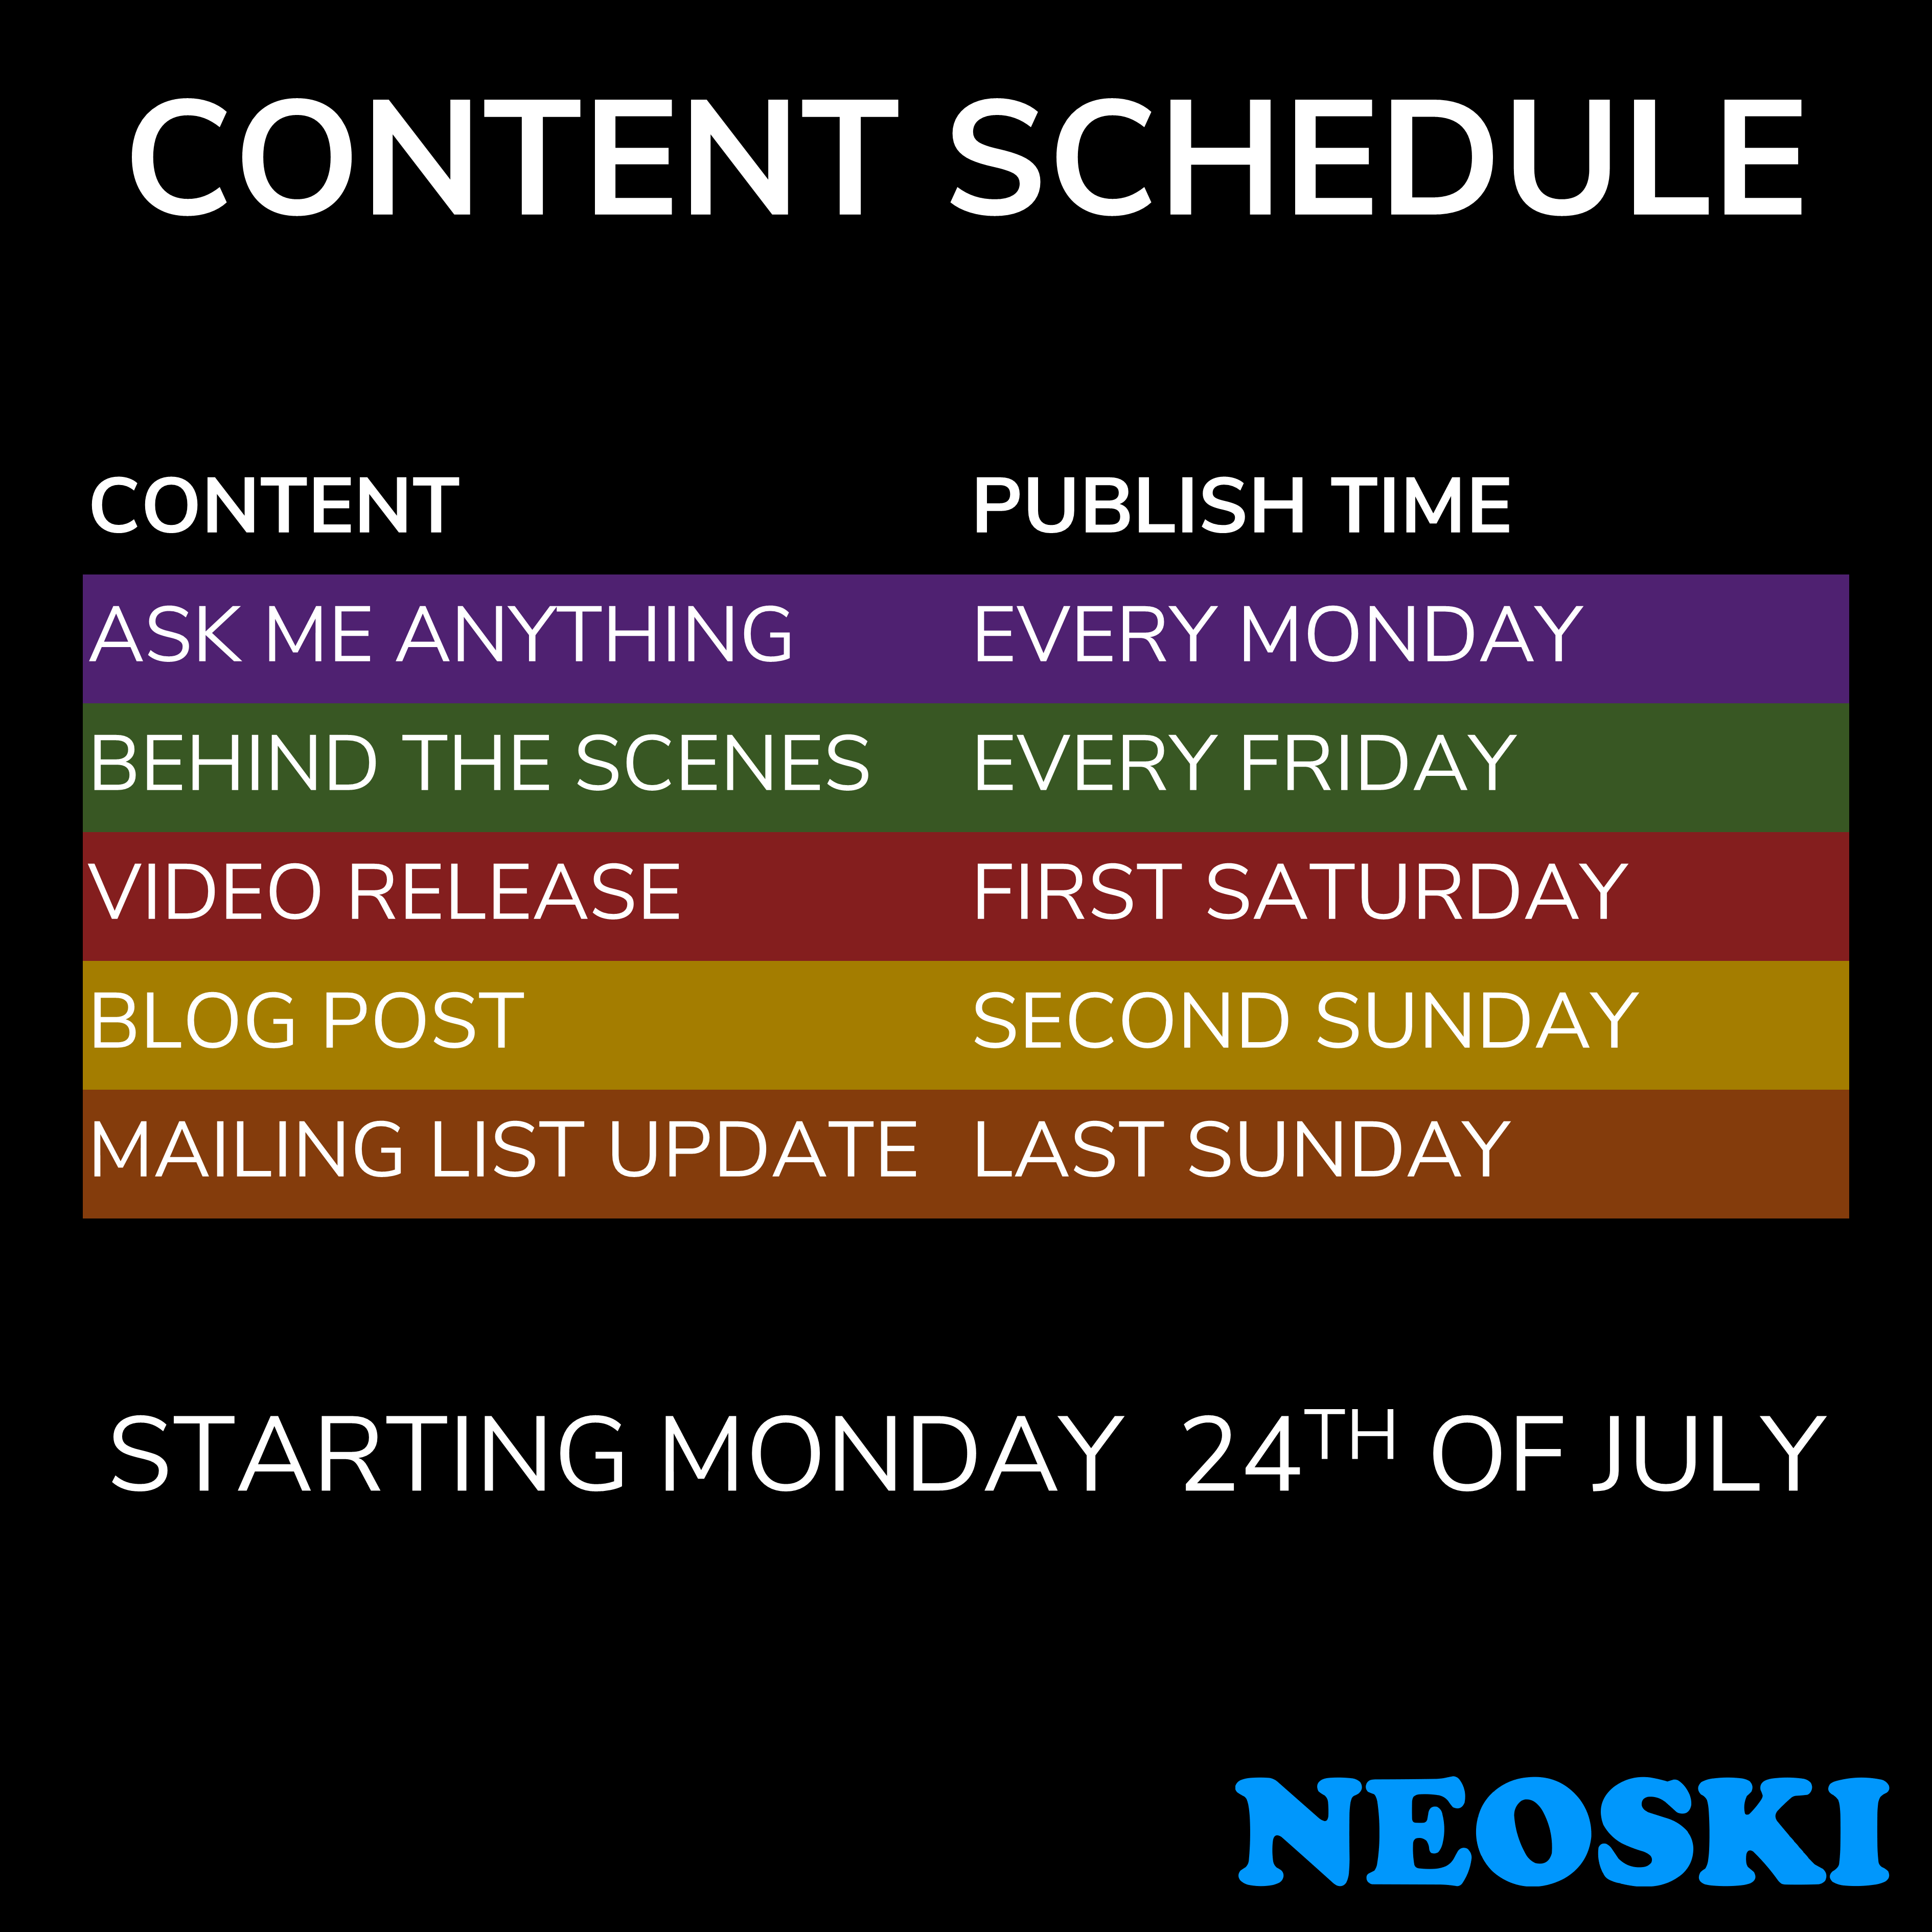 CONTENT SCHEDULE
CONTENT PUBLISH TIME
ASK ME ANYTHING EVERY MONDAY
BEHIND THE SCENES EVERY FRIDAY
VIDEO RELEASE FIRST SATURDAY
BLOG POST SECOND SUNDAY
MAILING LIST UPDATE LAST SUNDAY
STARTING MONDAY 24TH OF JULY
NEOSKI